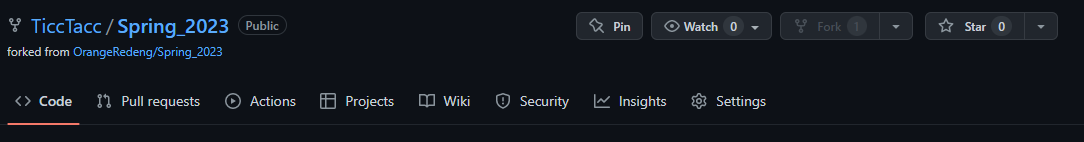 TiccTacc / Spring_2023 Public Pin Watch 0 Fork 1 Star 0
forked from OrangeRedeng/Spring_2023
Code Pull requests Actions Projects Wiki Security Insights Settings